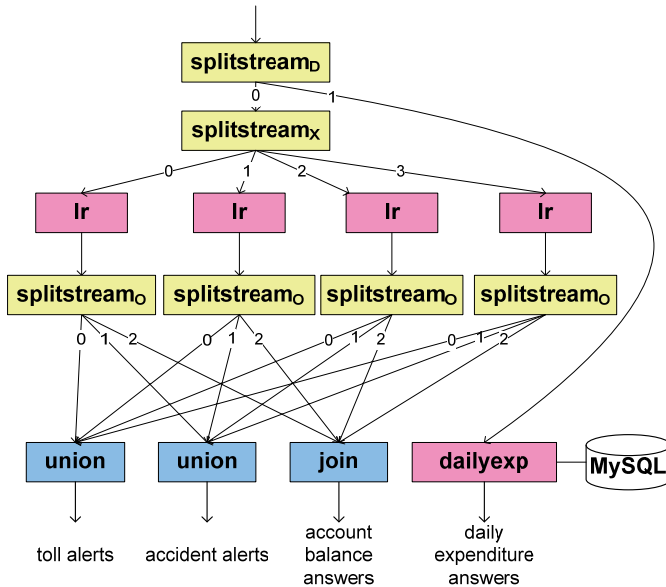 splitstreamD
0
1
splitstreamX
0
1
2
3
lr
lr
lr
lr
splitstreamO
splitstreamO
splitstreamO
splitstreamO
0
1
2
0
1
2
0
1
2
0
1
2
union
union
join
dailyexp
MySQL
toll alerts
accident alerts
account
balance
answers
daily
expenditure
answers